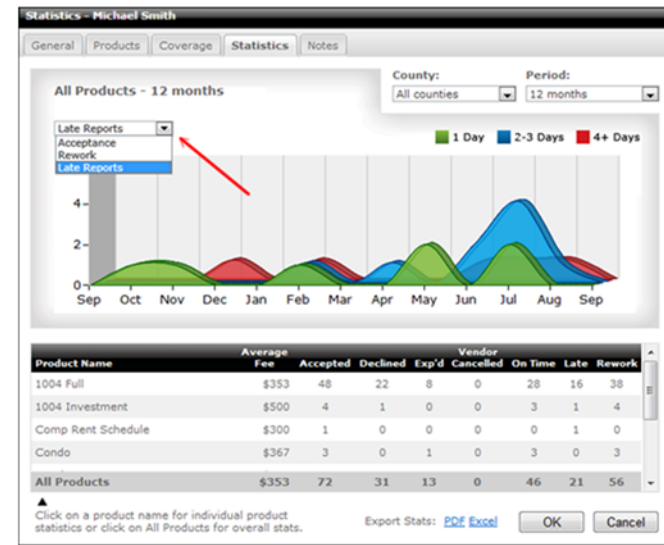 Statistics - Michael Smith
General Products Coverage Statistics Notes
County: Period:
All Products - 12 months
All counties 12 months
Late Reports
Acceptance
Rework
Late Reports
1 Day 2-3 Days 4+ Days
4
2
0
Sep Oct Nov Dec Jan Feb Mar Apr May Jun Jul Aug Sep
Average Vendor
Product Name Fee Accepted Declined Exp'd Cancelled On Time Late Rework
1004 Full $353 48 22 8 0 28 16 38
1004 Investment $500 4 1 0 0 3 1 4
Comp Rent Schedule $300 1 0 0 0 0 1 0
Condo $367 3 0 1 0 3 0 3
All Products $353 72 31 13 0 46 21 56
Click on a product name for individual product
statistics or click on All Products for overall stats.
Export Stats: PDF Excel OK Cancel